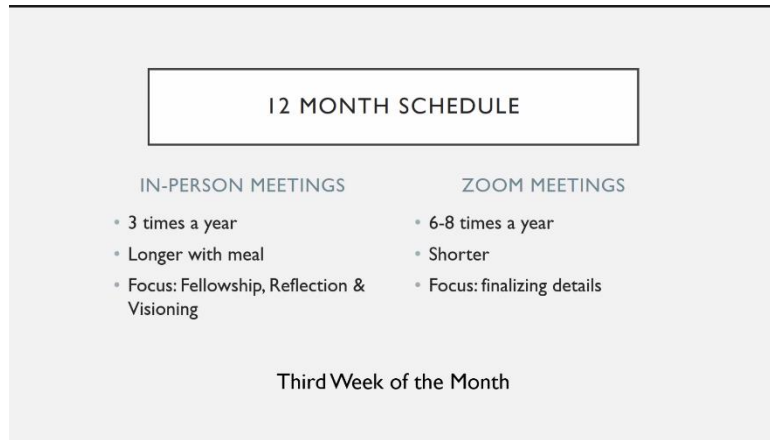 12 MONTH SCHEDULE
IN-PERSON MEETINGS
• 3 times a year
• Longer with meal
• Focus: Fellowship, Reflection &
Visioning
ZOOM MEETINGS
• 6-8 times a year
• Shorter
• Focus: finalizing details
Third Week of the Month